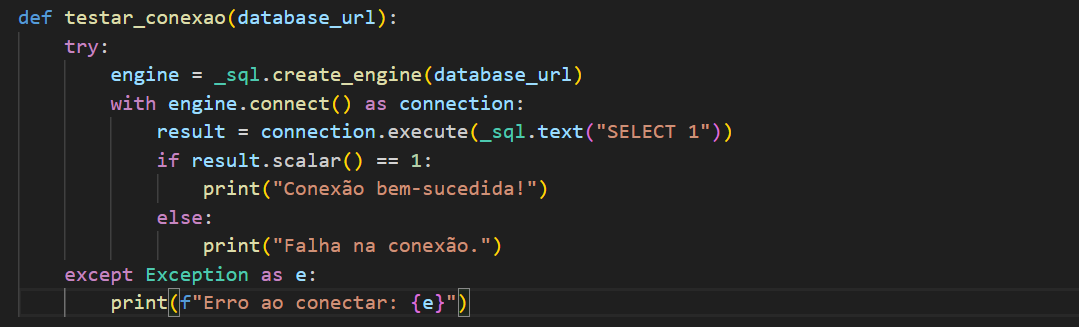 def testar_conexao(database_url):
    try:
        engine = _sql.create_engine(database_url)
        with engine.connect() as connection:
            result = connection.execute(_sql.text("SELECT 1"))
            if result.scalar() == 1:
                print("Conexão bem-sucedida!")
            else:
                print("Falha na conexão.")
    except Exception as e:
        print(f"Erro ao conectar: {e}")